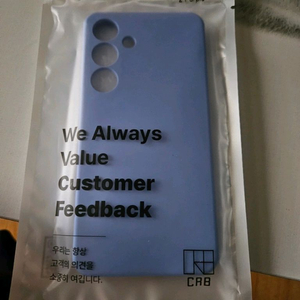 We Always
Value
Customer
Feedback
우리는 항상
고객의 의견을
소중히 여깁니다.
CAB